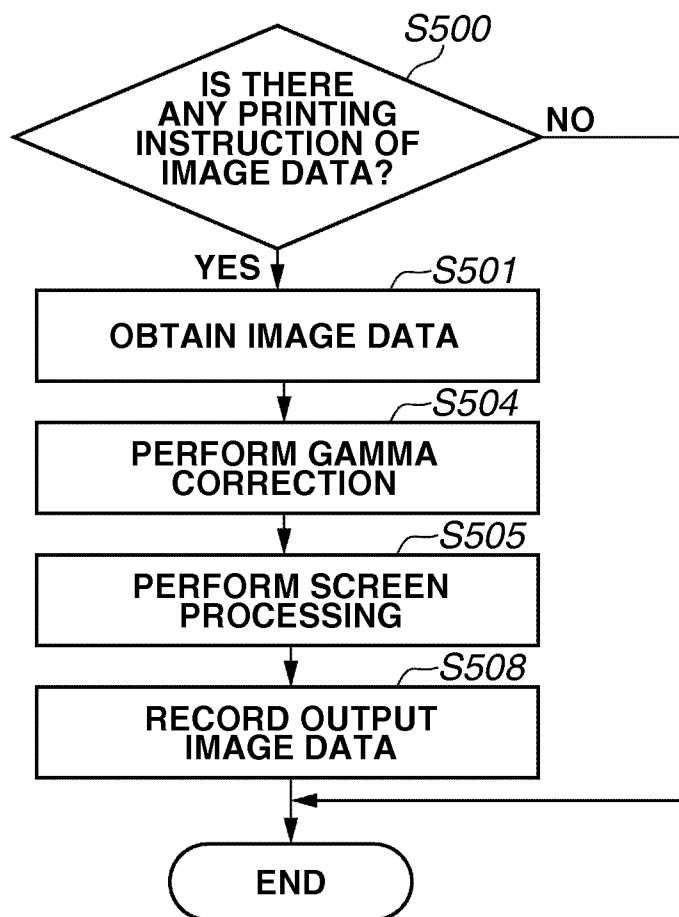 S500
IS THERE
ANY PRINTING
INSTRUCTION OF
IMAGE DATA?
NO
YES
S501
OBTAIN IMAGE DATA
S504
PERFORM GAMMA
CORRECTION
S505
PERFORM SCREEN
PROCESSING
S508
RECORD OUTPUT
IMAGE DATA
END